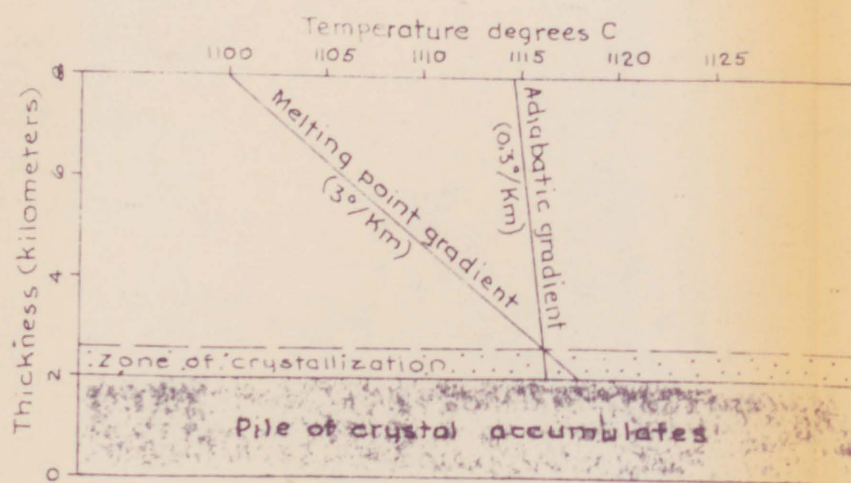 Temperature degrees C
1100 1105 1110 1115 1120 1125
8
6
4
2
0
Thickness (kilometers)
Melting point gradient
(3°/Km)
Adiabatic gradient
(0.3°/Km)
Zone of crystallization
Pile of crystal accumulates